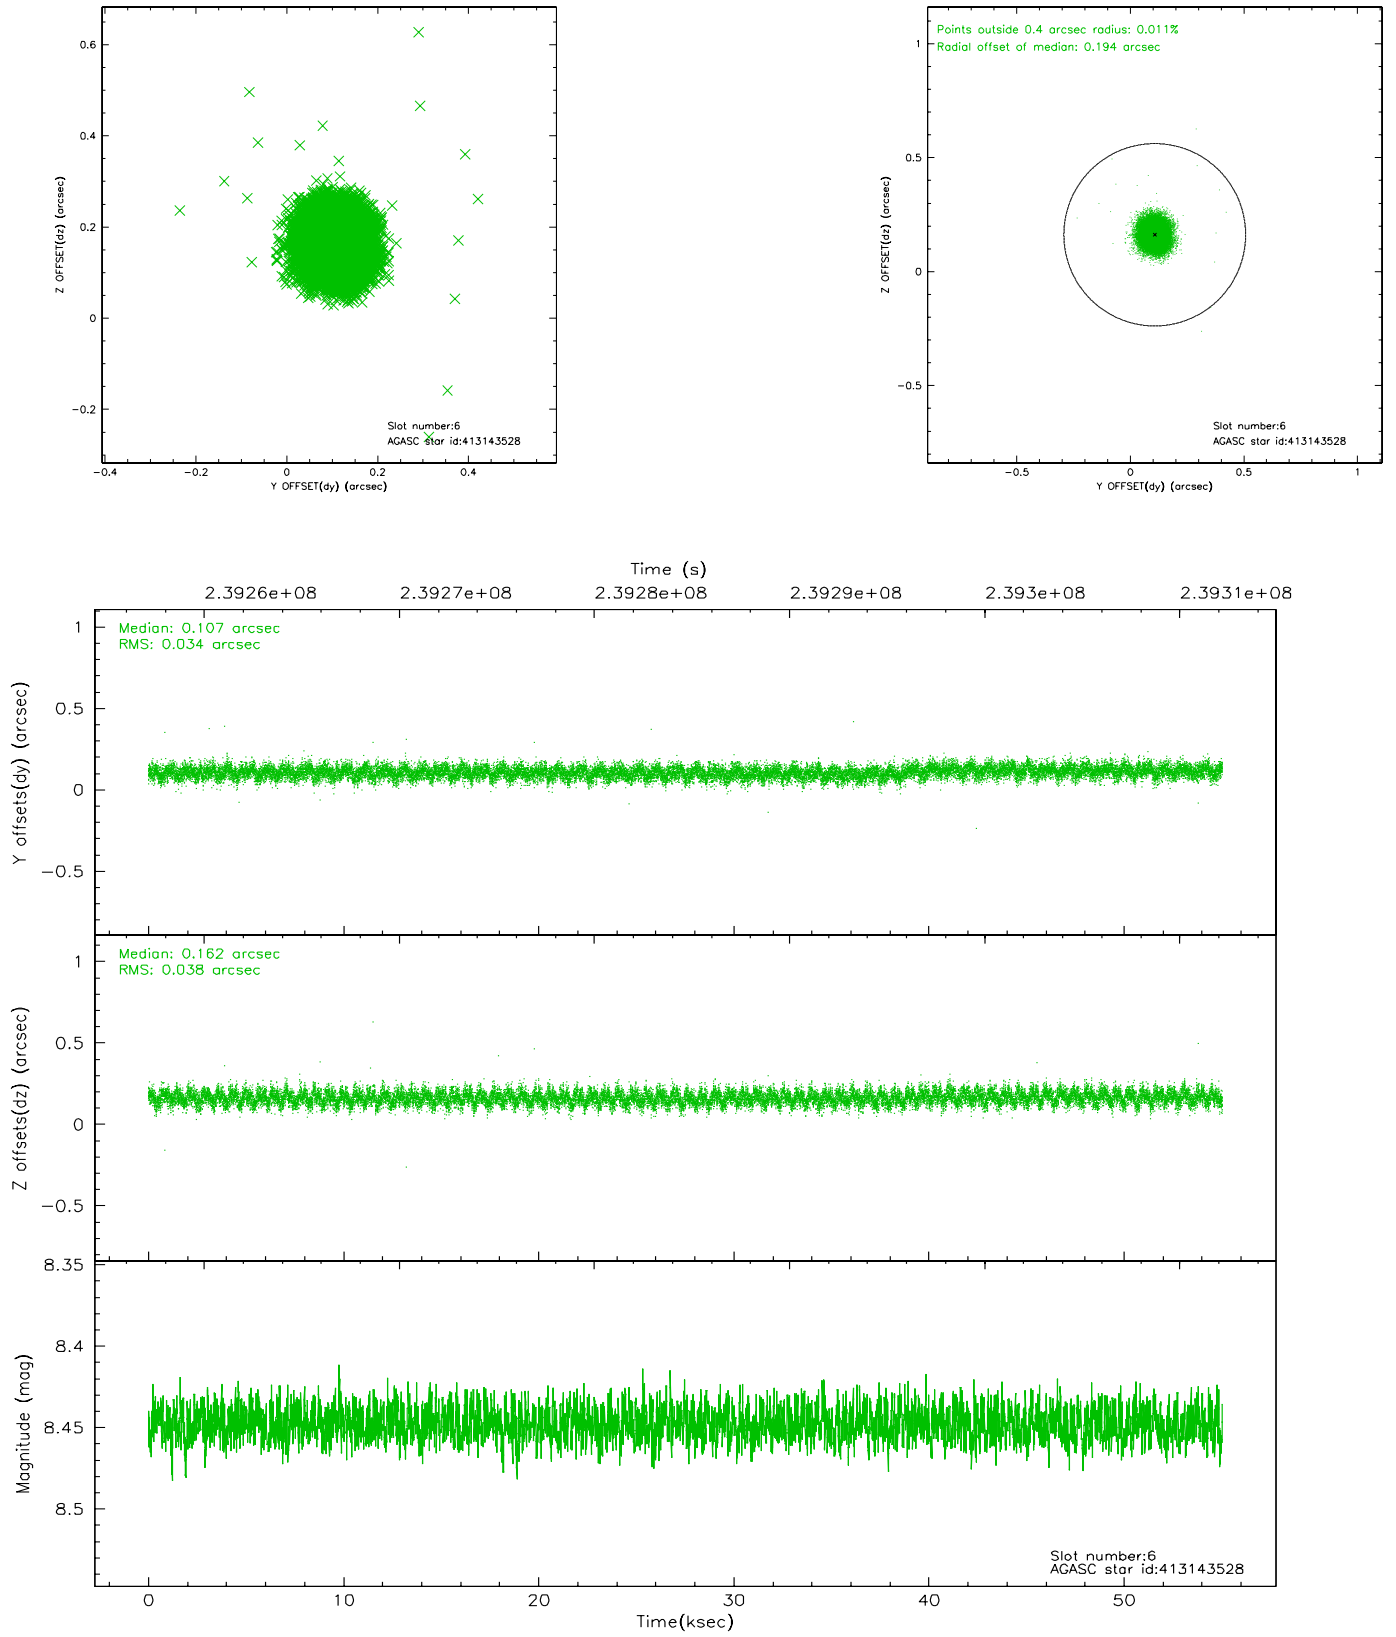 0.6
0.4
0.2
0
−0.2
Z OFFSET(dz) (arcsec)
Slot number:6
AGASC star id:413143528
−0.4
−0.2
0
0.2
0.4
Y OFFSET(dy) (arcsec)
Points outside 0.4 arcsec radius: 0.011%
Radial offset of median: 0.194 arcsec
1
0.5
0
−0.5
Z OFFSET(dz) (arcsec)
Slot number:6
AGASC star id:413143528
−0.5
0
0.5
1
Y OFFSET(dy) (arcsec)
Time (s)
2.3926e+08
2.3927e+08
2.3928e+08
2.3929e+08
2.393e+08
2.3931e+08
Median: 0.107 arcsec
RMS: 0.034 arcsec
1
0.5
0
−0.5
Y offsets(dy) (arcsec)
Median: 0.162 arcsec
RMS: 0.038 arcsec
1
0.5
0
−0.5
Z offsets(dz) (arcsec)
8.35
8.4
8.45
8.5
Magnitude (mag)
Slot number:6
AGASC star id:413143528
0
10
20
30
40
50
Time(ksec)